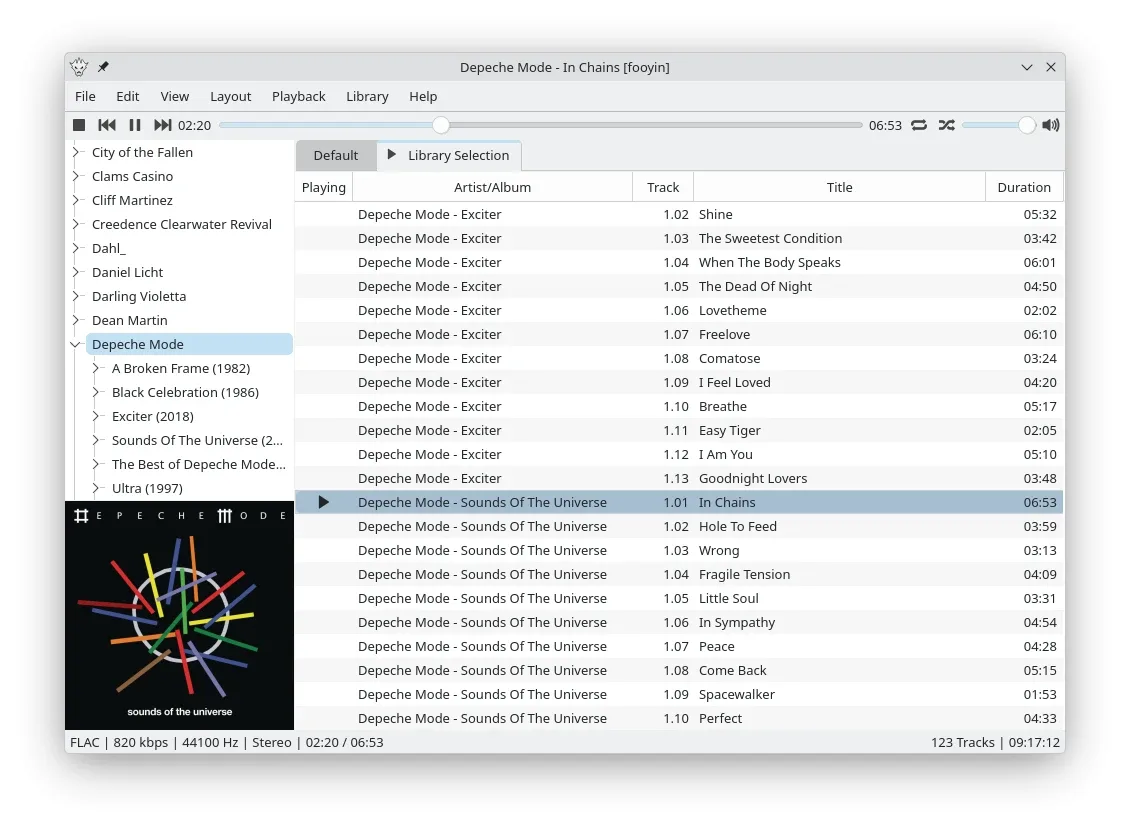 Depeche Mode - In Chains [fooyin]
File Edit View Layout Playback Library Help
02:20 06:53
City of the Fallen
Clams Casino
Cliff Martinez
Creedence Clearwater Revival
Dahl_
Daniel Licht
Darling Violetta
Dean Martin
Depeche Mode
A Broken Frame (1982)
Black Celebration (1986)
Exciter (2018)
Sounds Of The Universe (2...
The Best of Depeche Mode...
Ultra (1997)
DEPECHE MODE
sounds of the universe
Default Library Selection
Playing Artist/Album Track Title Duration
Depeche Mode - Exciter 1.02 Shine 05:32
Depeche Mode - Exciter 1.03 The Sweetest Condition 03:42
Depeche Mode - Exciter 1.04 When The Body Speaks 06:01
Depeche Mode - Exciter 1.05 The Dead Of Night 04:50
Depeche Mode - Exciter 1.06 Lovetheme 02:02
Depeche Mode - Exciter 1.07 Freelove 06:10
Depeche Mode - Exciter 1.08 Comatose 03:24
Depeche Mode - Exciter 1.09 I Feel Loved 04:20
Depeche Mode - Exciter 1.10 Breathe 05:17
Depeche Mode - Exciter 1.11 Easy Tiger 02:05
Depeche Mode - Exciter 1.12 I Am You 05:10
Depeche Mode - Exciter 1.13 Goodnight Lovers 03:48
Depeche Mode - Sounds Of The Universe 1.01 In Chains 06:53
Depeche Mode - Sounds Of The Universe 1.02 Hole To Feed 03:59
Depeche Mode - Sounds Of The Universe 1.03 Wrong 03:13
Depeche Mode - Sounds Of The Universe 1.04 Fragile Tension 04:09
Depeche Mode - Sounds Of The Universe 1.05 Little Soul 03:31
Depeche Mode - Sounds Of The Universe 1.06 In Sympathy 04:54
Depeche Mode - Sounds Of The Universe 1.07 Peace 04:28
Depeche Mode - Sounds Of The Universe 1.08 Come Back 05:15
Depeche Mode - Sounds Of The Universe 1.09 Spacewalker 01:53
Depeche Mode - Sounds Of The Universe 1.10 Perfect 04:33
FLAC | 820 kbps | 44100 Hz | Stereo | 02:20 / 06:53 123 Tracks | 09:17:12